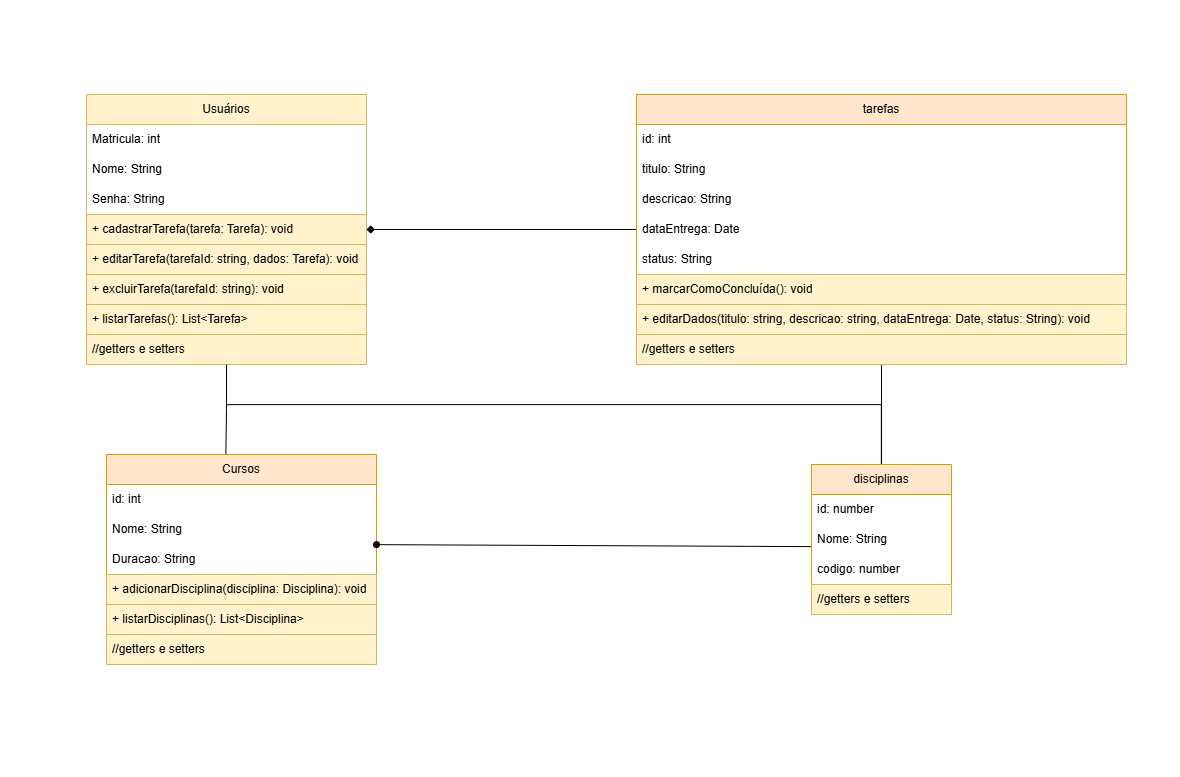 Usuários
Matricula: int
Nome: String
Senha: String
+ cadastrarTarefa(tarefa: Tarefa): void
+ editarTarefa(tarefaId: string, dados: Tarefa): void
+ excluirTarefa(tarefaId: string): void
+ listarTarefas(): List<Tarefa>
//getters e setters
tarefas
id: int
titulo: String
descricao: String
dataEntrega: Date
status: String
+ marcarComoConcluída(): void
+ editarDados(titulo: string, descricao: string, dataEntrega: Date, status: String): void
//getters e setters
Cursos
id: int
Nome: String
Duracao: String
+ adicionarDisciplina(disciplina: Disciplina): void
+ listarDisciplinas(): List<Disciplina>
//getters e setters
disciplinas
id: number
Nome: String
codigo: number
//getters e setters